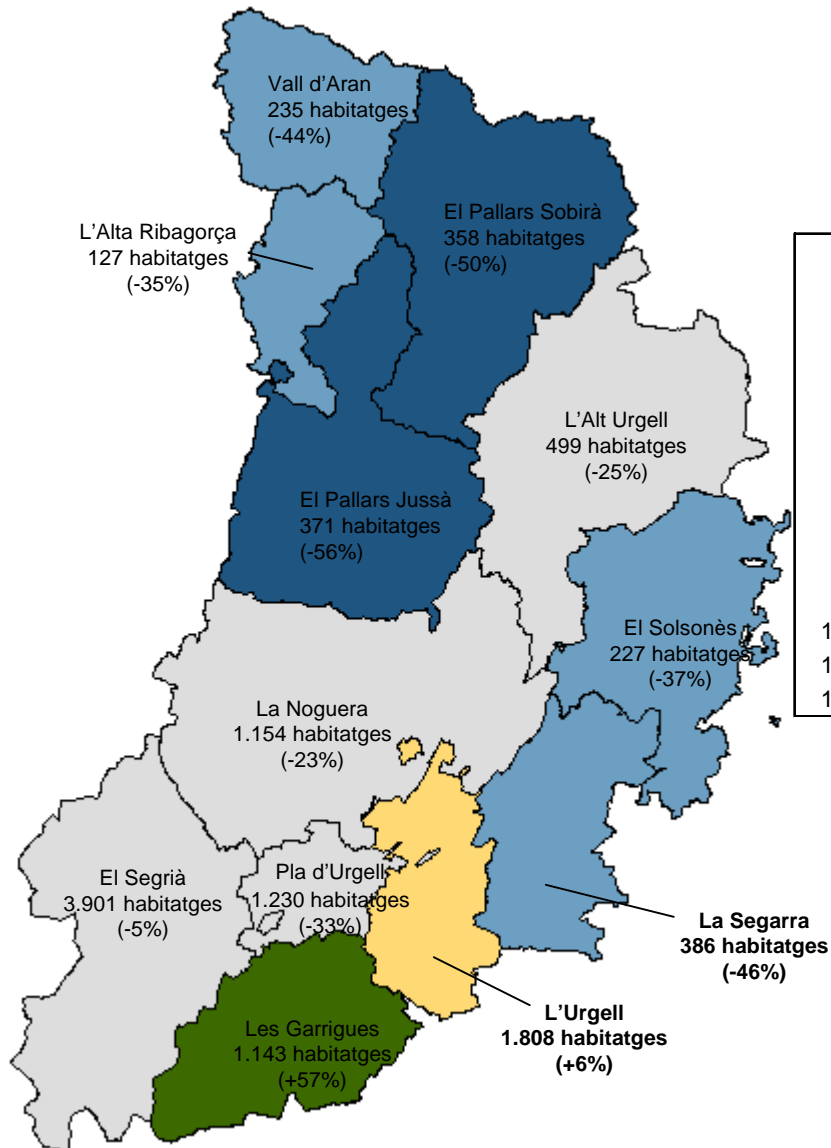 Vall d'Aran
235 habitatges
(-44%)
El Pallars Sobirà
358 habitatges
(-50%)
L'Alta Ribagorça
127 habitatges
(-35%)
L'Alt Urgell
499 habitatges
(-25%)
El Pallars Jussà
371 habitatges
(-56%)
El Solsonès
227 habitatges
(-37%)
1
1
1
La Noguera
1.154 habitatges
(-23%)
El Segrià
3.901 habitatges
(-5%)
Pla d'Urgell
1.230 habitatges
(-33%)
La Segarra
386 habitatges
(-46%)
L'Urgell
1.808 habitatges
(+6%)
Les Garrigues
1.143 habitatges
(+57%)